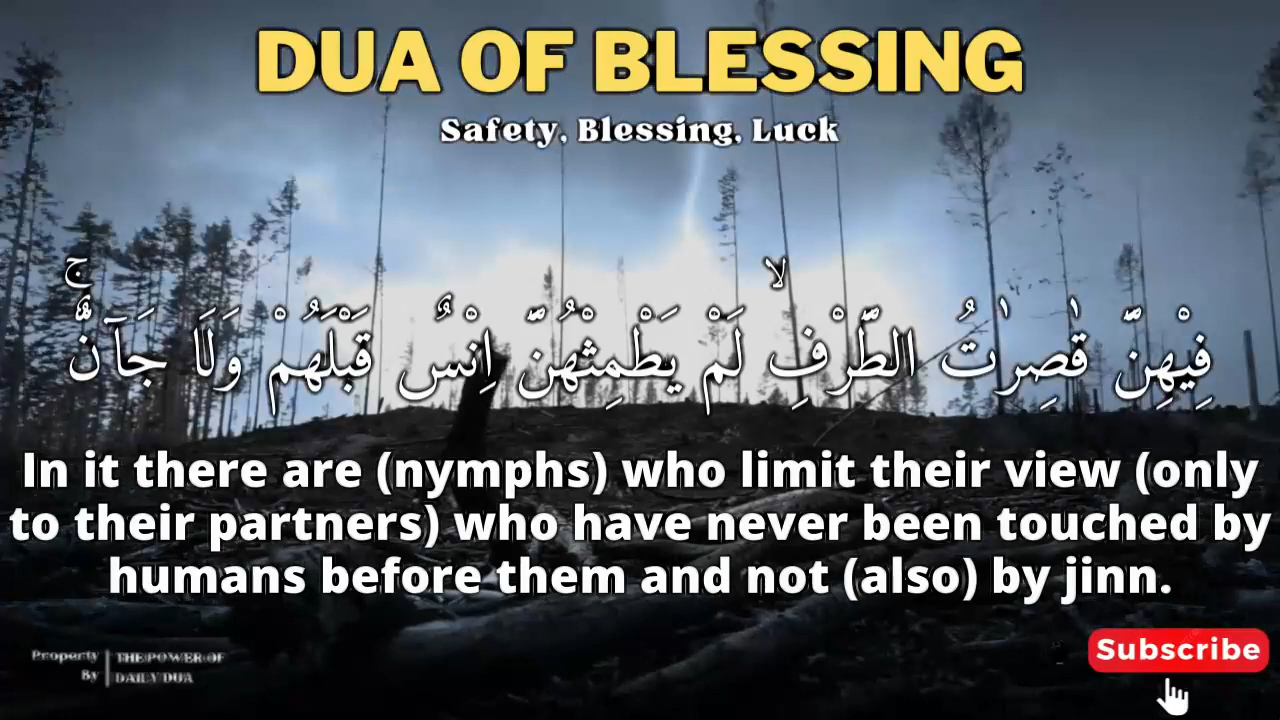 DUA OF BLESSING
Safety, Blessing, Luck
فِيْهِنَّ قٰصِرٰتُ الطَّرْفِۙ لَمْ يَطْمِثْهُنَّ اِنْسٌ قَبْلَهُمْ وَلَا جَاۤنٌّۚ
In it there are (nymphs) who limit their view (only
to their partners) who have never been touched by
humans before them and not (also) by jinn.
Property By | THE POWER OF DAILY DUA
Subscribe